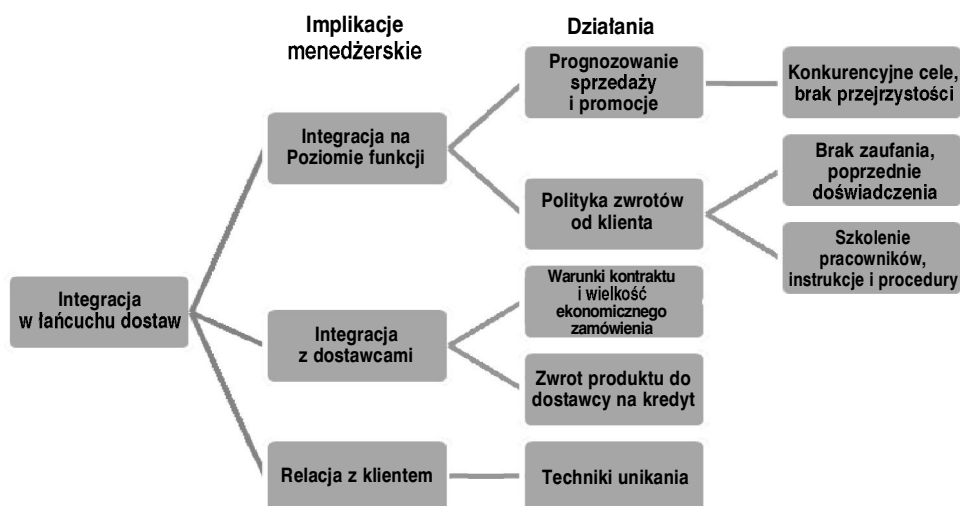 Implikacje
menedżerskie
Działania
Prognozowanie
sprzedaży
i promocje
Konkurencyjne cele,
brak przejrzystości
Integracja na
Poziomie funkcji
Brak zaufania,
poprzednie
doświadczenia
Polityka zwrotów
od klienta
Szkolenie
pracowników,
instrukcje i procedury
Integracja
w łańcuchu dostaw
Warunki kontraktu
i wielkość
ekonomicznego
zamówienia
Integracja
z dostawcami
Zwrot produktu do
dostawcy na kredyt
Relacja z klientem
Techniki unikania